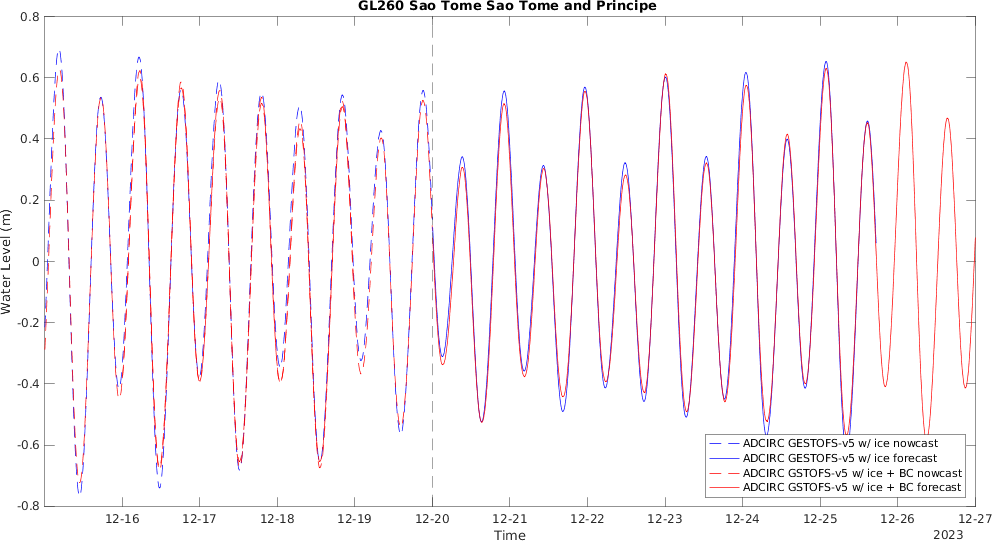 GL260 Sao Tome Sao Tome and Principe
0.8
0.6
0.4
0.2
0
-0.2
-0.4
-0.6
-0.8
Water Level (m)
ADCIRC GESTOFS-v5 w/ ice nowcast
ADCIRC GESTOFS-v5 w/ ice forecast
ADCIRC GSTOFS-v5 w/ ice + BC nowcast
ADCIRC GSTOFS-v5 w/ ice + BC forecast
12-16 12-17 12-18 12-19 12-20 12-21 12-22 12-23 12-24 12-25 12-26 12-27
Time
2023